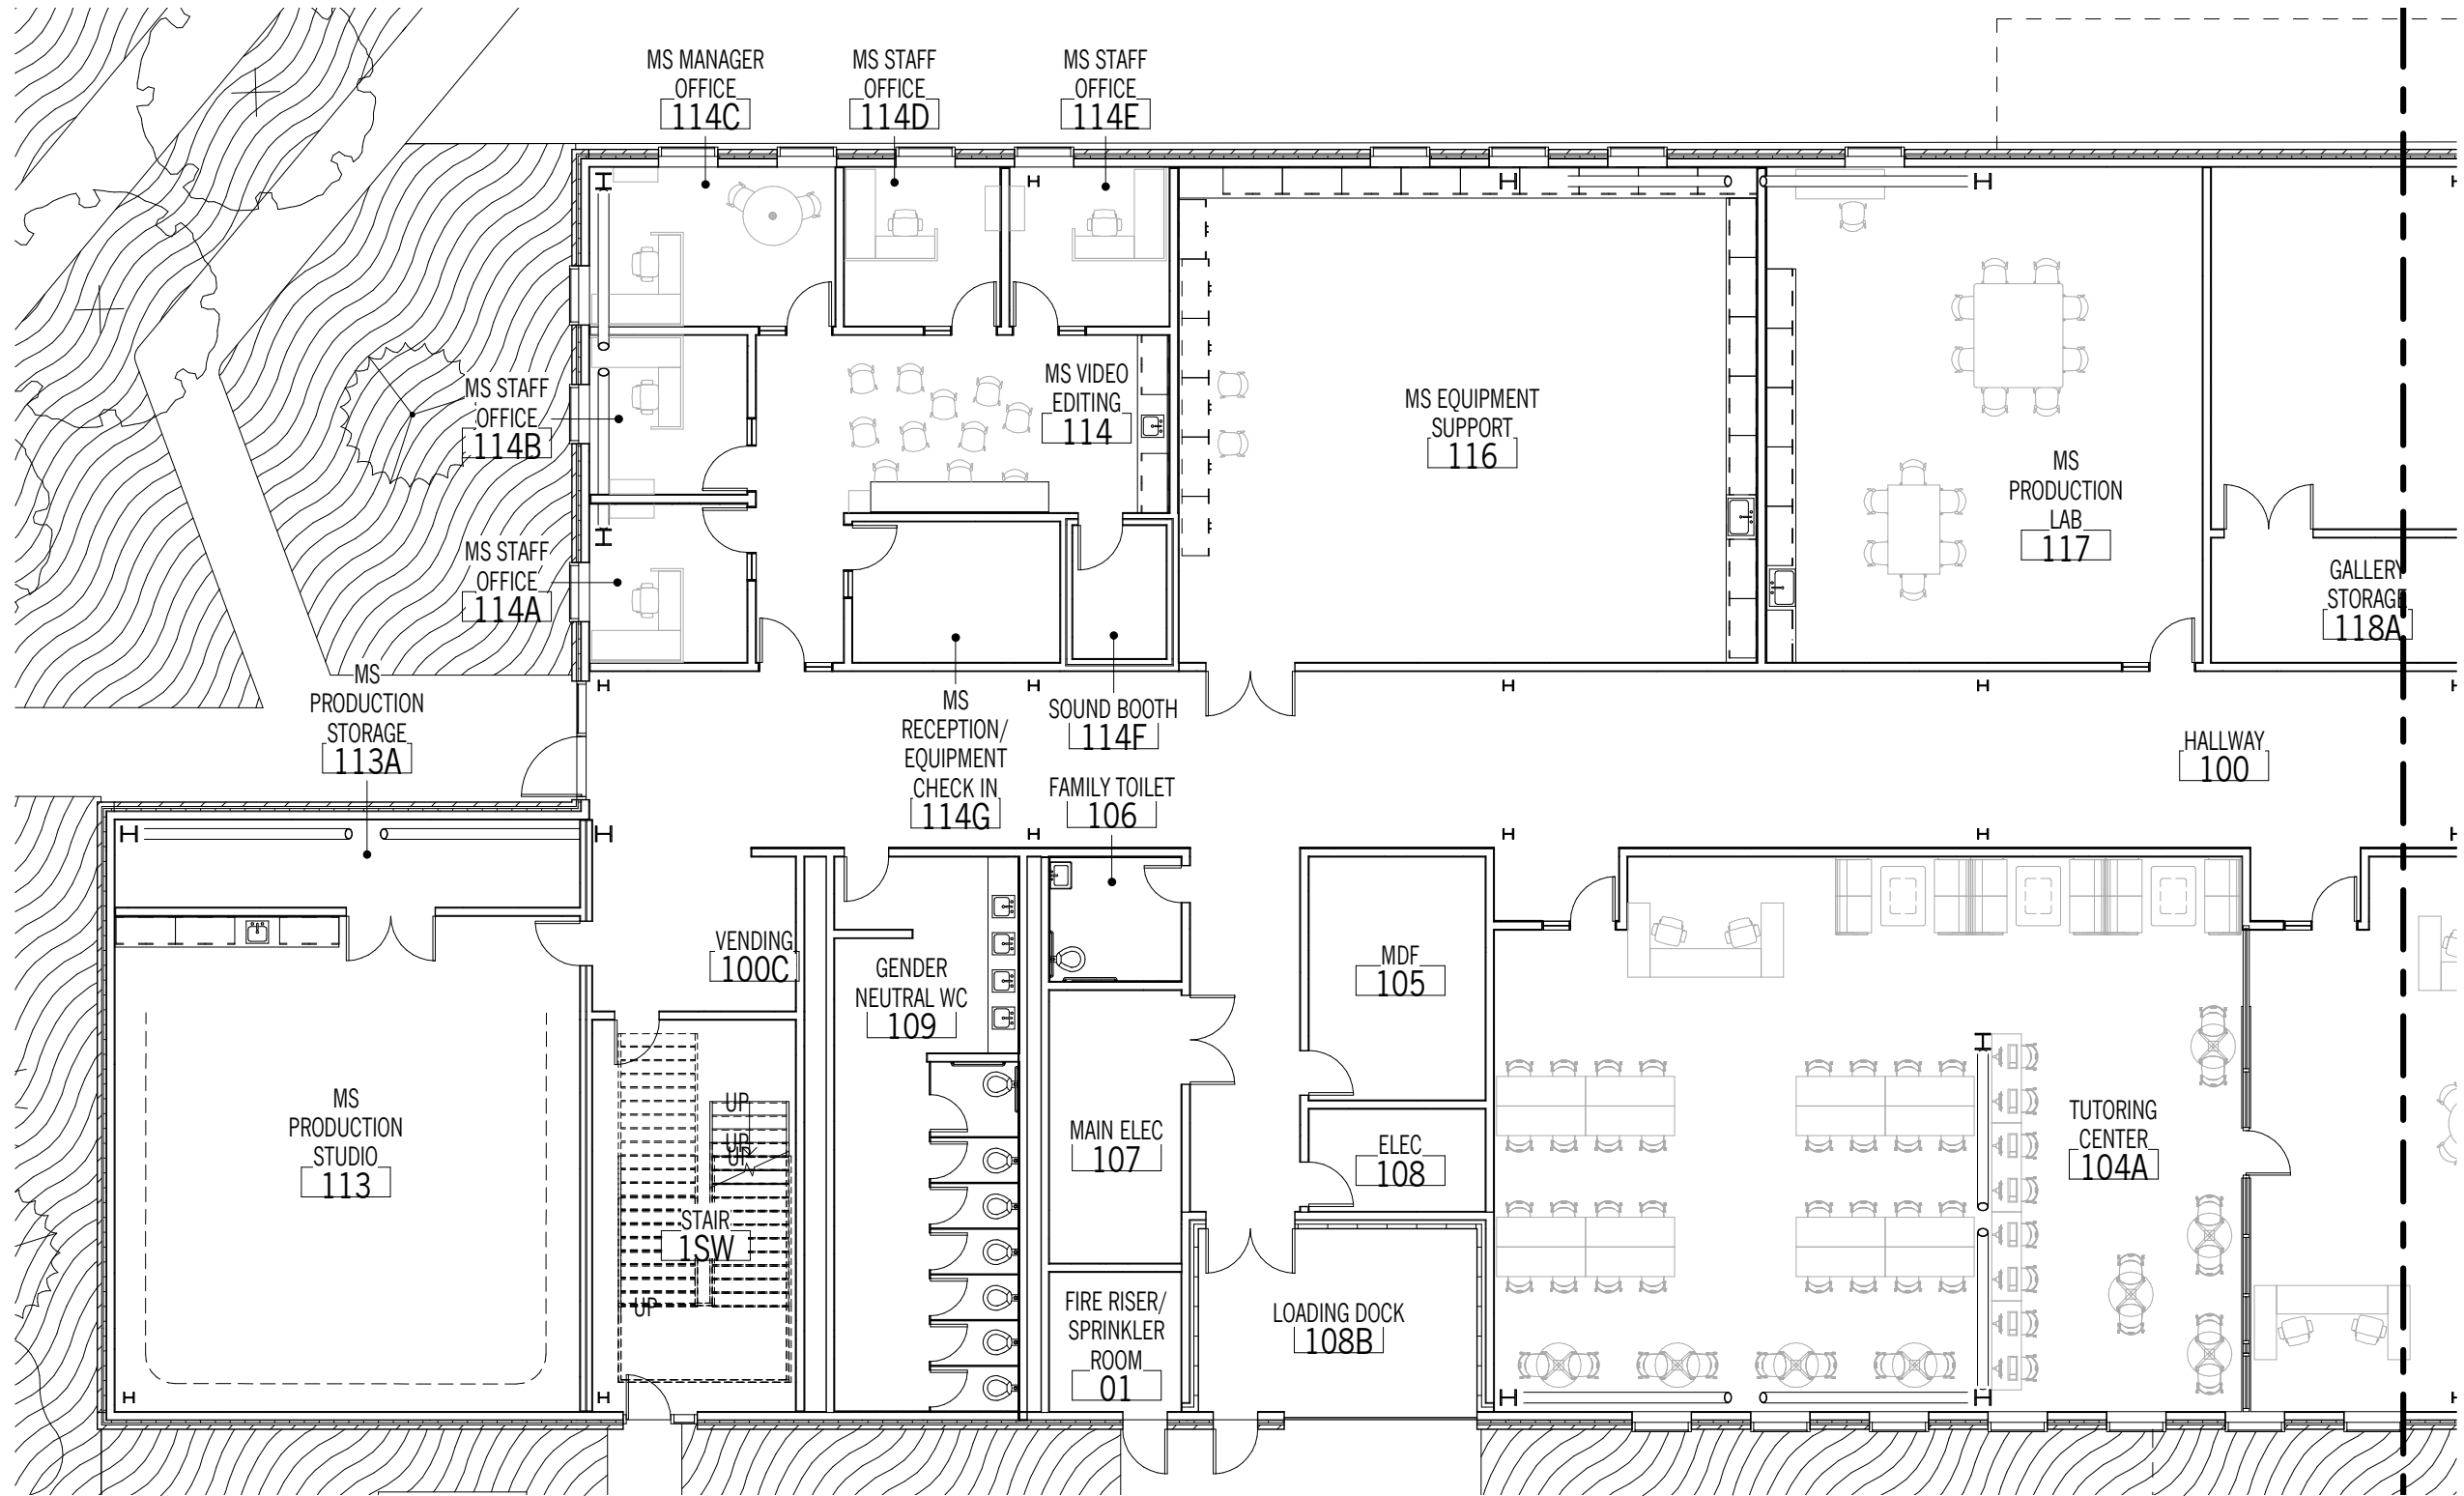 MS MANAGER
OFFICE
114C
MS STAFF
OFFICE
114D
MS STAFF
OFFICE
114E
MS STAFF
OFFICE
114B
MS VIDEO
EDITING
114
MS EQUIPMENT
SUPPORT
116
MS
PRODUCTION
LAB
117
MS STAFF
OFFICE
114A
GALLERY
STORAGE
118A
MS
PRODUCTION
STORAGE
113A
MS
RECEPTION/
EQUIPMENT
CHECK IN
114G
SOUND BOOTH
114F
HALLWAY
100
FAMILY TOILET
106
VENDING
100C
GENDER
NEUTRAL WC
109
MDF
105
MS
PRODUCTION
STUDIO
113
UP
UP
UP
MAIN ELEC
107
ELEC
108
TUTORING
CENTER
104A
STAIR
1SW
UP
FIRE RISER/
SPRINKLER
ROOM
01
LOADING DOCK
108B